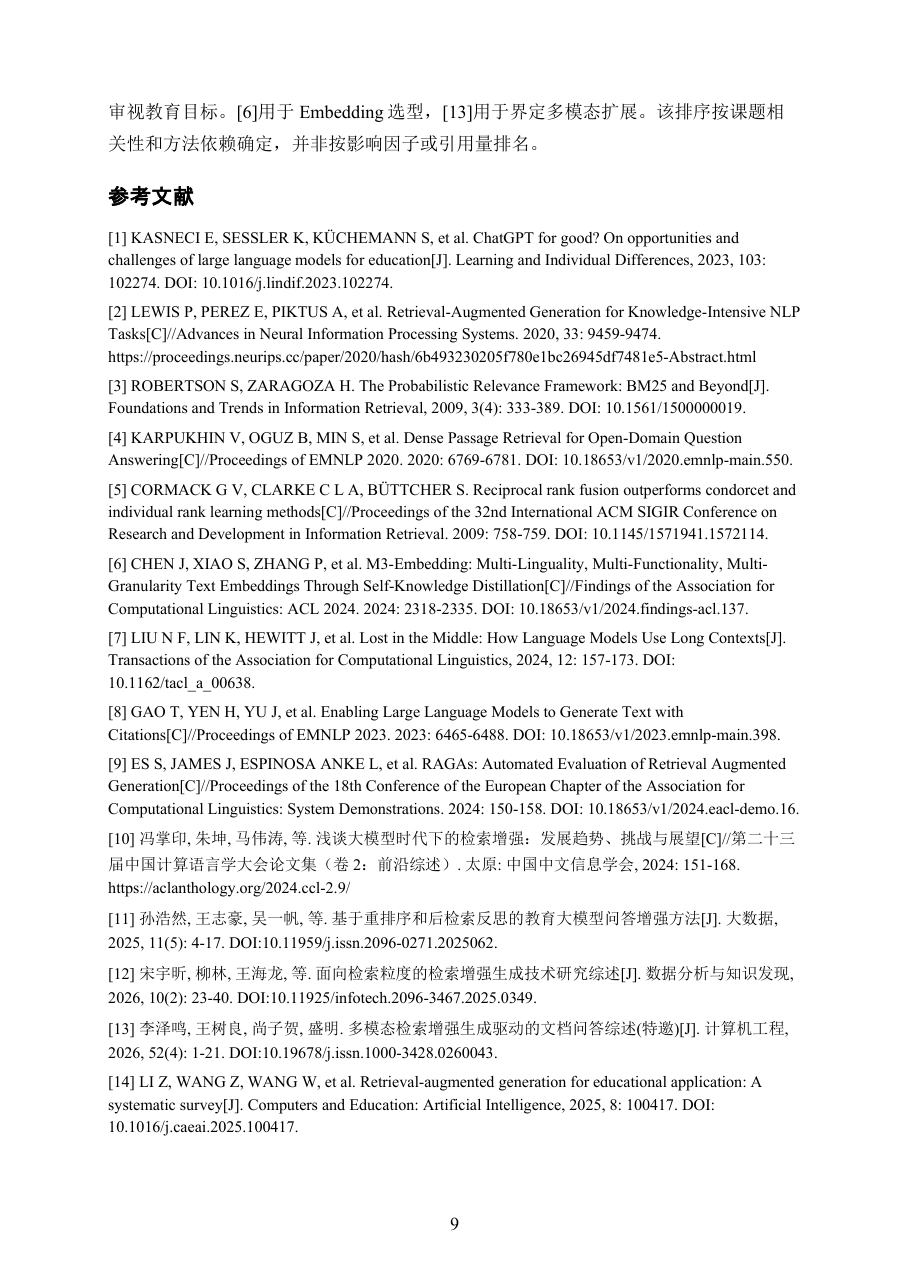 审视教育目标。[6]用于 Embedding 选型，[13]用于界定多模态扩展。该排序按课题相
关性和方法依赖确定，并非按影响因子或引用量排名。
参考文献
[1] KASNECI E, SESSLER K, KÜCHEMANN S, et al. ChatGPT for good? On opportunities and
challenges of large language models for education[J]. Learning and Individual Differences, 2023, 103:
102274. DOI: 10.1016/j.lindif.2023.102274.
[2] LEWIS P, PEREZ E, PIKTUS A, et al. Retrieval-Augmented Generation for Knowledge-Intensive NLP
Tasks[C]//Advances in Neural Information Processing Systems. 2020, 33: 9459-9474.
https://proceedings.neurips.cc/paper/2020/hash/6b493230205f780e1bc26945df7481e5-Abstract.html
[3] ROBERTSON S, ZARAGOZA H. The Probabilistic Relevance Framework: BM25 and Beyond[J].
Foundations and Trends in Information Retrieval, 2009, 3(4): 333-389. DOI: 10.1561/1500000019.
[4] KARPUKHIN V, OGUZ B, MIN S, et al. Dense Passage Retrieval for Open-Domain Question
Answering[C]//Proceedings of EMNLP 2020. 2020: 6769-6781. DOI: 10.18653/v1/2020.emnlp-main.550.
[5] CORMACK G V, CLARKE C L A, BÜTTCHER S. Reciprocal rank fusion outperforms condorcet and
individual rank learning methods[C]//Proceedings of the 32nd International ACM SIGIR Conference on
Research and Development in Information Retrieval. 2009: 758-759. DOI: 10.1145/1571941.1572114.
[6] CHEN J, XIAO S, ZHANG P, et al. M3-Embedding: Multi-Linguality, Multi-Functionality, Multi-
Granularity Text Embeddings Through Self-Knowledge Distillation[C]//Findings of the Association for
Computational Linguistics: ACL 2024. 2024: 2318-2335. DOI: 10.18653/v1/2024.findings-acl.137.
[7] LIU N F, LIN K, HEWITT J, et al. Lost in the Middle: How Language Models Use Long Contexts[J].
Transactions of the Association for Computational Linguistics, 2024, 12: 157-173. DOI:
10.1162/tacl_a_00638.
[8] GAO T, YEN H, YU J, et al. Enabling Large Language Models to Generate Text with
Citations[C]//Proceedings of EMNLP 2023. 2023: 6465-6488. DOI: 10.18653/v1/2023.emnlp-main.398.
[9] ES S, JAMES J, ESPINOSA ANKE L, et al. RAGAs: Automated Evaluation of Retrieval Augmented
Generation[C]//Proceedings of the 18th Conference of the European Chapter of the Association for
Computational Linguistics: System Demonstrations. 2024: 150-158. DOI: 10.18653/v1/2024.eacl-demo.16.
[10] 冯掌印, 朱坤, 马伟涛, 等. 浅谈大模型时代下的检索增强：发展趋势、挑战与展望[C]//第二十三
届中国计算语言学大会论文集（卷 2：前沿综述）. 太原: 中国中文信息学会, 2024: 151-168.
https://aclanthology.org/2024.ccl-2.9/
[11] 孙浩然, 王志豪, 吴一帆, 等. 基于重排序和后检索反思的教育大模型问答增强方法[J]. 大数据,
2025, 11(5): 4-17. DOI:10.11959/j.issn.2096-0271.2025062.
[12] 宋宇昕, 柳林, 王海龙, 等. 面向检索粒度的检索增强生成技术研究综述[J]. 数据分析与知识发现,
2026, 10(2): 23-40. DOI:10.11925/infotech.2096-3467.2025.0349.
[13] 李泽鸣, 王树良, 尚子贺, 盛明. 多模态检索增强生成驱动的文档问答综述(特邀)[J]. 计算机工程,
2026, 52(4): 1-21. DOI:10.19678/j.issn.1000-3428.0260043.
[14] LI Z, WANG Z, WANG W, et al. Retrieval-augmented generation for educational application: A
systematic survey[J]. Computers and Education: Artificial Intelligence, 2025, 8: 100417. DOI:
10.1016/j.caeai.2025.100417.
9